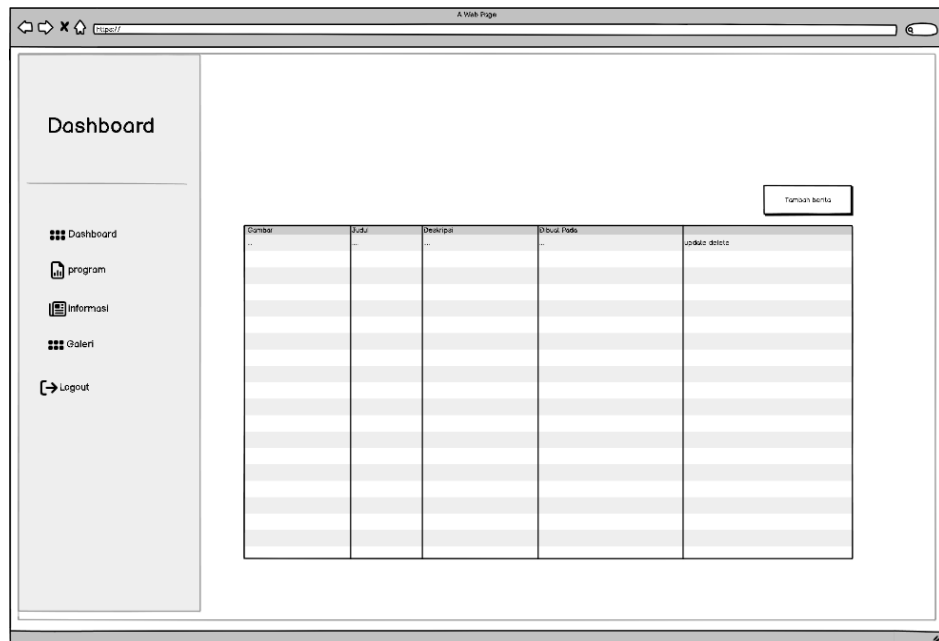 A Web Page
https://
Dashboard
Tambah berita
Dashboard
program
Informasi
Galeri
Logout
Gambar Judul Deskripsi Dibuat Pada
... ... ... ... update delete